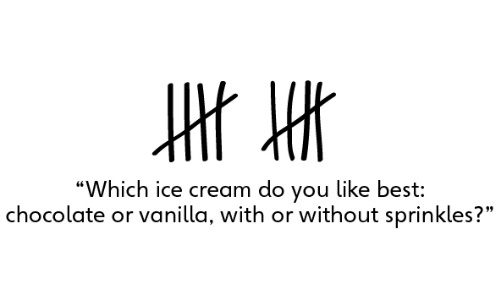 “Which ice cream do you like best:
chocolate or vanilla, with or without sprinkles?”